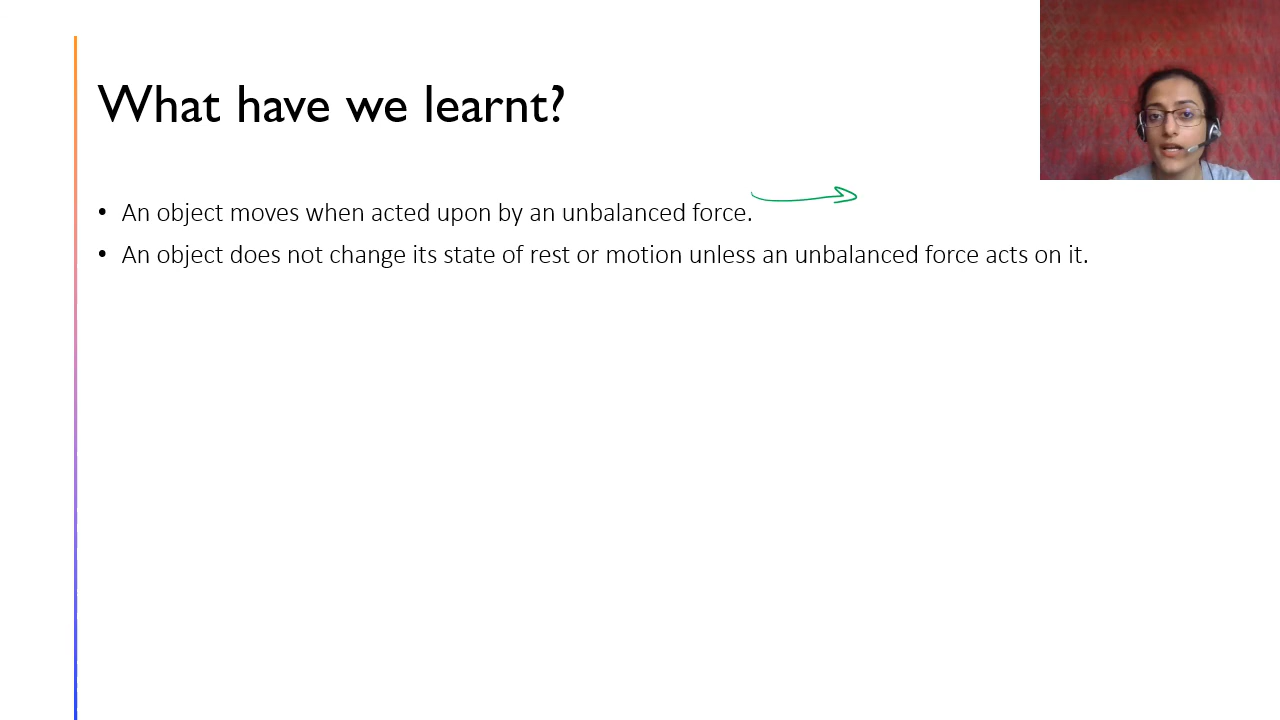 What have we learnt?
• An object moves when acted upon by an unbalanced force.
• An object does not change its state of rest or motion unless an unbalanced force acts on it.